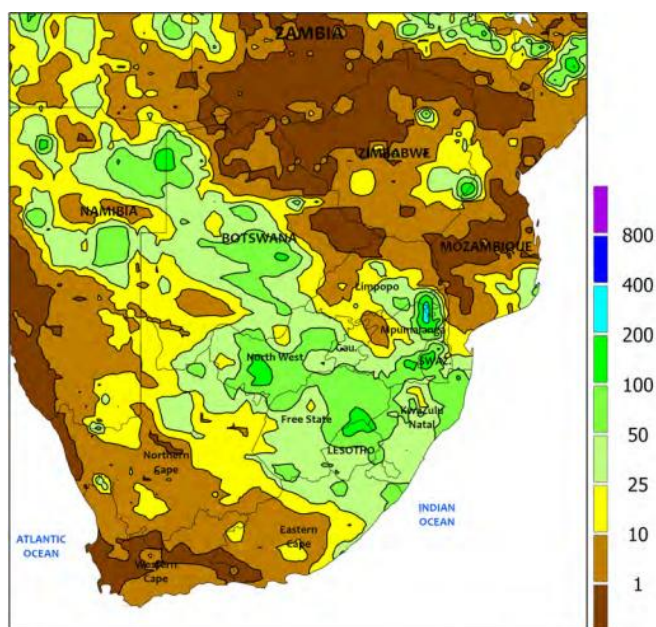 ZAMBIA
ZIMBABWE
NAMIBIA
BOTSWANA
MOZAMBIQUE
Limpopo
Mpumalanga
Gau.
North West
SWAZ.
Free State
KwaZulu
Natal
LESOTHO
Northern
Cape
INDIAN
OCEAN
ATLANTIC
OCEAN
Eastern
Cape
Western
Cape
800
400
200
100
50
25
10
1